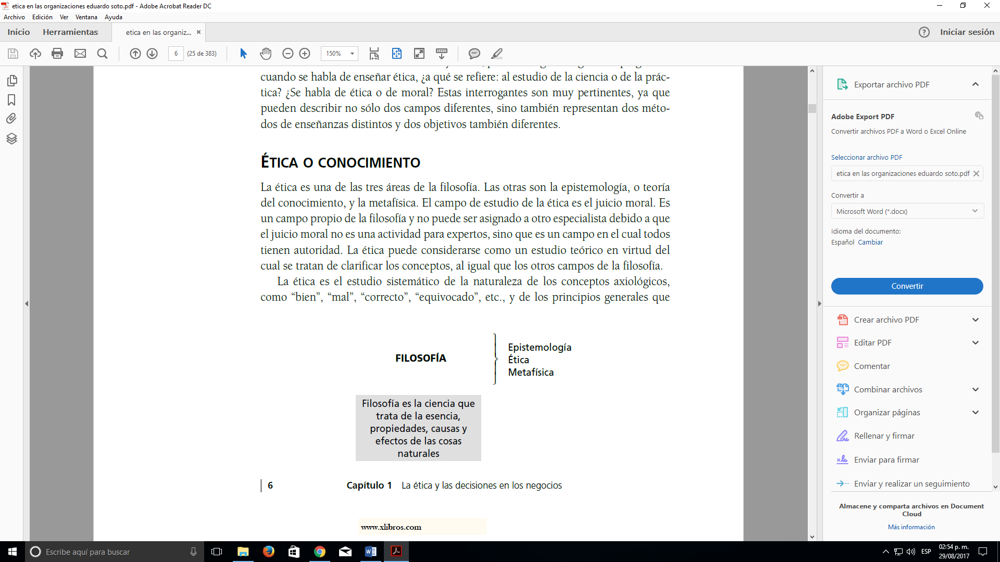 etica en las organizaciones eduardo soto.pdf - Adobe Acrobat Reader DC
Archivo Edición Ver Ventana Ayuda
Inicio Herramientas etica en las organiz... × Iniciar sesión
6 (25 de 383) 150%
cuando se habla de enseñar ética, ¿a qué se refiere: al estudio de la ciencia o de la prác-
tica? ¿Se habla de ética o de moral? Estas interrogantes son muy pertinentes, ya que
pueden describir no sólo dos campos diferentes, sino también representan dos méto-
dos de enseñanzas distintos y dos objetivos también diferentes.
ÉTICA O CONOCIMIENTO
La ética es una de las tres áreas de la filosofía. Las otras son la epistemología, o teoría
del conocimiento, y la metafísica. El campo de estudio de la ética es el juicio moral. Es
un campo propio de la filosofía y no puede ser asignado a otro especialista debido a que
el juicio moral no es una actividad para expertos, sino que es un campo en el cual todos
tienen autoridad. La ética puede considerarse como un estudio teórico en virtud del
cual se tratan de clarificar los conceptos, al igual que los otros campos de la filosofía.
La ética es el estudio sistemático de la naturaleza de los conceptos axiológicos,
como “bien”, “mal”, “correcto”, “equivocado”, etc., y de los principios generales que
FILOSOFÍA
Epistemología
Ética
Metafísica
Filosofía es la ciencia que
trata de la esencia,
propiedades, causas y
efectos de las cosas
naturales
6 Capítulo 1 La ética y las decisiones en los negocios
www.xlibros.com
Exportar archivo PDF
Adobe Export PDF
Convertir archivos PDF a Word o Excel Online
Seleccionar archivo PDF
etica en las organizaciones eduardo soto.pdf
Convertir a
Microsoft Word (*.docx)
Idioma del documento:
Español Cambiar
Convertir
Crear archivo PDF
Editar PDF
Comentar
Combinar archivos
Organizar páginas
Rellenar y firmar
Enviar para firmar
Enviar y realizar un seguimiento
Almacene y comparta archivos en Document
Cloud
Más información
Escribe aquí para buscar
ESP
02:54 p. m.
29/08/2017